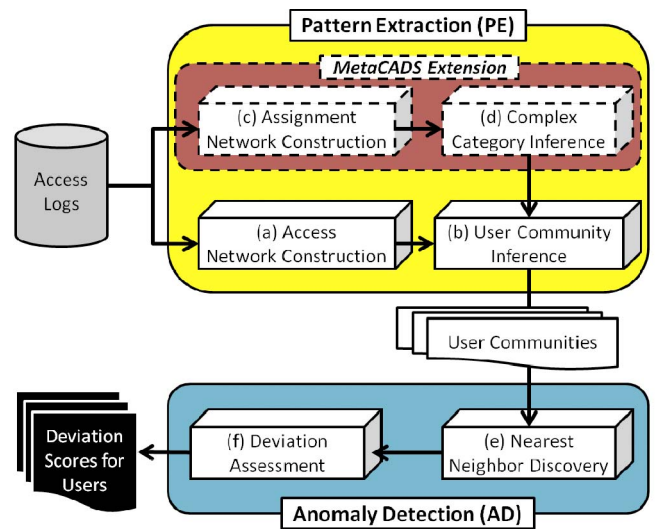 Pattern Extraction (PE)
MetaCADS Extension
(c) Assignment
Network Construction
(d) Complex
Category Inference
Access
Logs
(a) Access
Network Construction
(b) User Community
Inference
User Communities
Deviation
Scores for
Users
(f) Deviation
Assessment
(e) Nearest
Neighbor Discovery
Anomaly Detection (AD)